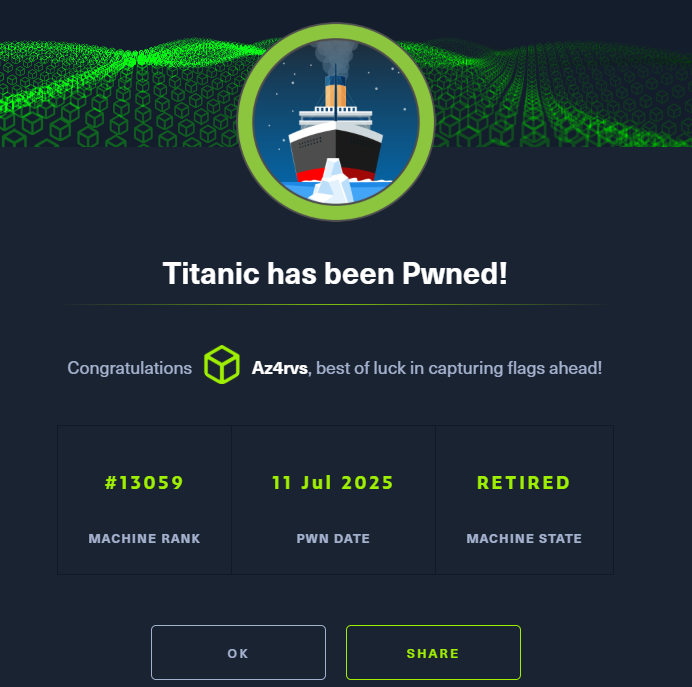 Titanic has been Pwned!
Congratulations Az4rvs, best of luck in capturing flags ahead!
#13059
11 Jul 2025
RETIRED
MACHINE RANK
PWN DATE
MACHINE STATE
OK
SHARE